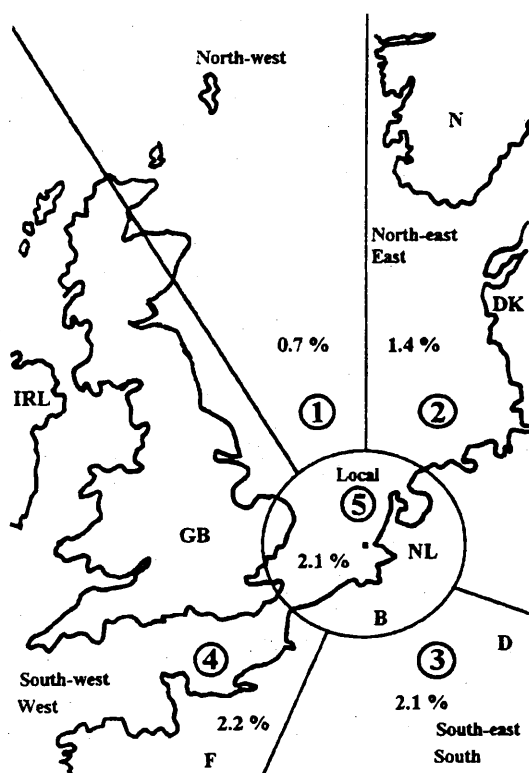 North-west
N
North-east
East
DK
0.7 %
1.4 %
IRL
1
2
Local
5
GB
NL
2.1 %
B
D
4
3
South-west
West
2.1 %
2.2 %
South-east
South
F